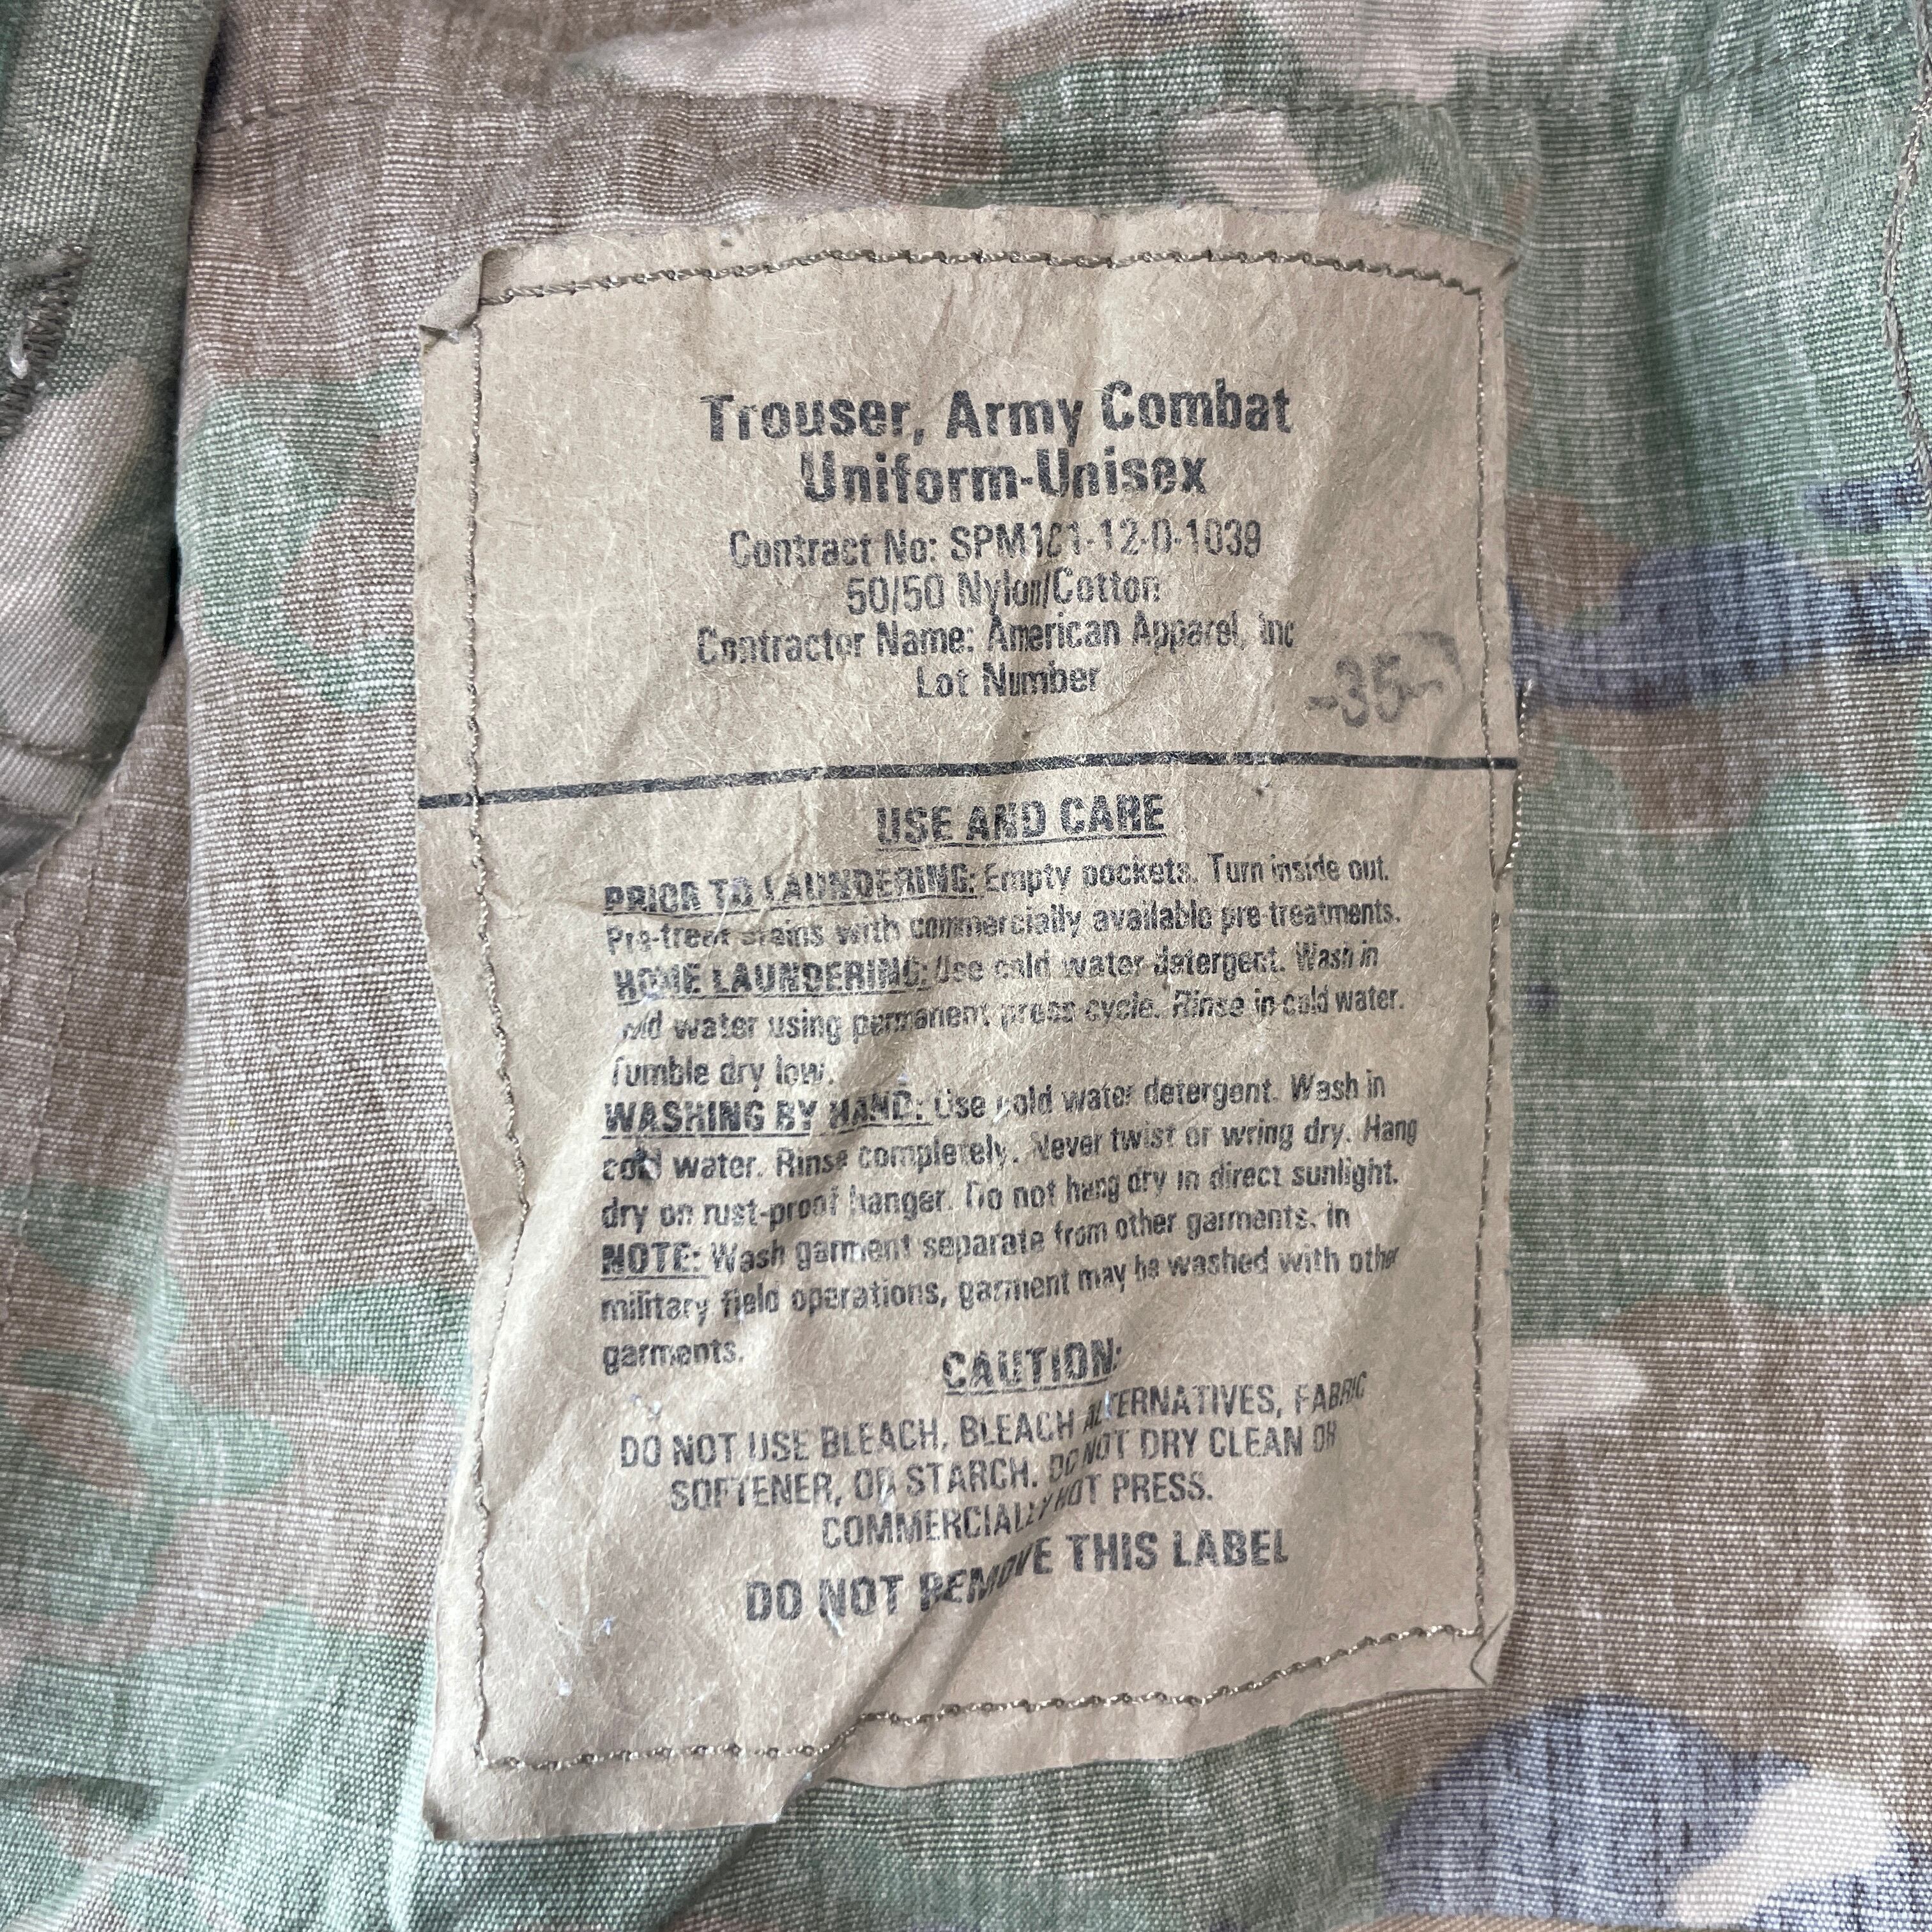 Trouser, Army Combat
Uniform-Unisex
Contract No: SPM1C1-12-D-1039
50/50 Nylon/Cotton
Contractor Name: American Apparel, Inc
Lot Number
-35-
USE AND CARE
PRIOR TO LAUNDERING: Empty pockets. Turn inside out.
Pre-treat stains with commercially available pre-treatments.
HOME LAUNDERING: Use cold water detergent. Wash in
cold water using permanent press cycle. Rinse in cold water.
Tumble dry low.
WASHING BY HAND: Use cold water detergent. Wash in
cold water. Rinse completely. Never twist or wring dry. Hang
dry on rust-proof hanger. Do not hang dry in direct sunlight.
NOTE: Wash garment separate from other garments. In
military field operations, garment may be washed with other
garments.
CAUTION:
DO NOT USE BLEACH, BLEACH ALTERNATIVES, FABRIC
SOFTENER, OR STARCH. DO NOT DRY CLEAN OR
COMMERCIALLY HOT PRESS.
DO NOT REMOVE THIS LABEL